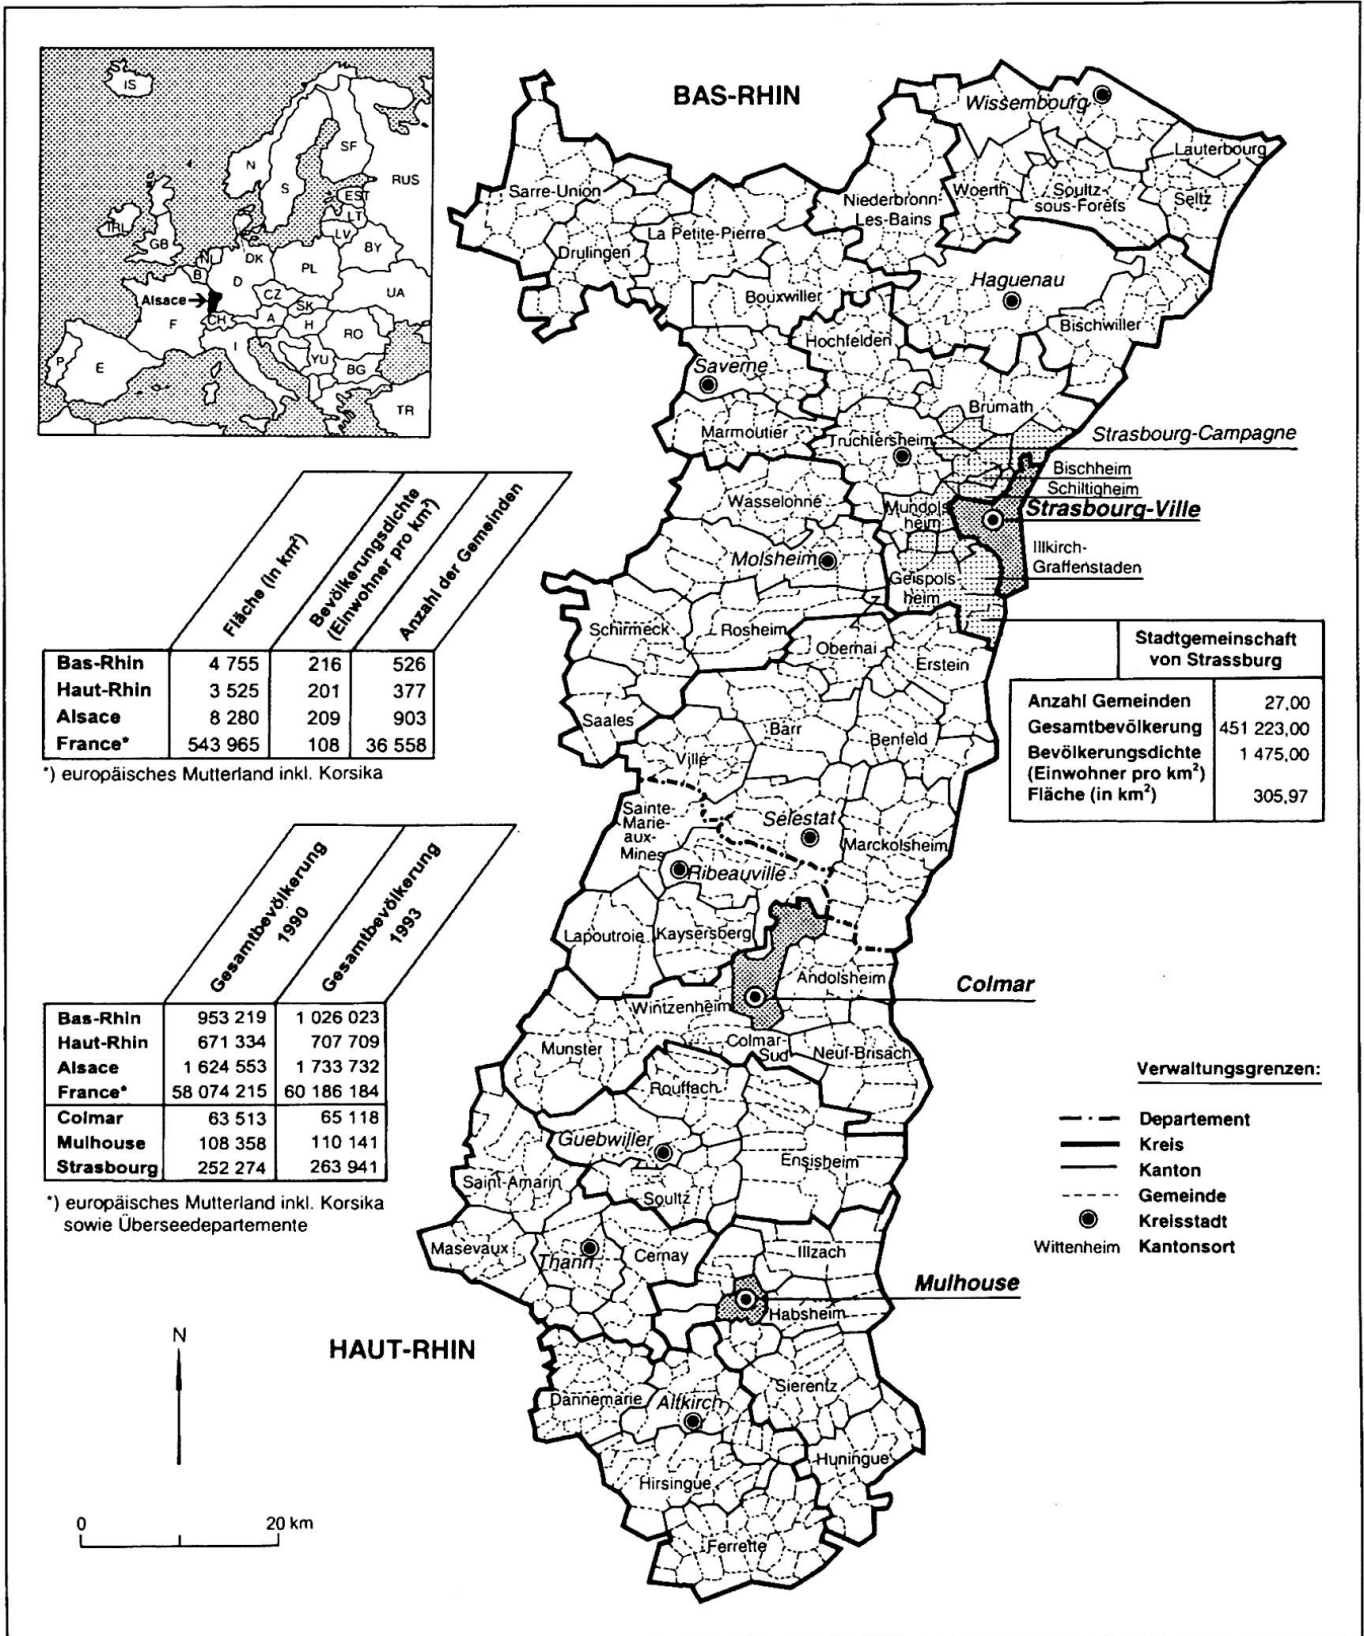 BAS-RHIN
IS
N
S
SF
RUS
EST
LT
LV
BY
IRL
GB
DK
NL
B
D
PL
UA
CZ
SK
Alsace
F
CH
A
H
RO
I
YU
BG
P
E
TR
Wissembourg
Lauterbourg
Sarre-Union
Niederbronn-
Les-Bains
Woerth
Soultz-
sous-Forêts
Seltz
La Petite-Pierre
Drulingen
Haguenau
Bouxwiller
Bischwiller
Hochfelden
Saverne
Brumath
Marmoutier
Truchtersheim
Strasbourg-Campagne
Bischheim
Schiltigheim
Wasselonne
Mundols-
heim
Strasbourg-Ville
Molsheim
Illkirch-
Graffenstaden
Geispols-
heim
Schirmeck
Rosheim
Obernai
Erstein
Saales
Barr
Benfeld
Villé
Sainte-
Marie-
aux-
Mines
Sélestat
Marckolsheim
Ribeauvillé
Lapoutroie
Kaysersberg
Andolsheim
Colmar
Wintzenheim
Munster
Colmar-
Sud
Neuf-Brisach
Rouffach
Guebwiller
Ensisheim
Saint-Amarin
Soultz
Masevaux
Thann
Cernay
Illzach
Mulhouse
Habsheim
HAUT-RHIN
Dannemarie
Altkirch
Sierentz
Hirsingue
Huningue
Ferrette
Fläche (in km²)
Bevölkerungsdichte
(Einwohner pro km²)
Anzahl der Gemeinden
Bas-Rhin 4 755 216 526
Haut-Rhin 3 525 201 377
Alsace 8 280 209 903
France* 543 965 108 36 558
*) europäisches Mutterland inkl. Korsika
Stadtgemeinschaft
von Strassburg
Anzahl Gemeinden 27,00
Gesamtbevölkerung 451 223,00
Bevölkerungsdichte 1 475,00
(Einwohner pro km²)
Fläche (in km²) 305,97
Gesamtbevölkerung
1990
Gesamtbevölkerung
1993
Bas-Rhin 953 219 1 026 023
Haut-Rhin 671 334 707 709
Alsace 1 624 553 1 733 732
France* 58 074 215 60 186 184
Colmar 63 513 65 118
Mulhouse 108 358 110 141
Strasbourg 252 274 263 941
*) europäisches Mutterland inkl. Korsika
sowie Überseedepartemente
Verwaltungsgrenzen:
Departement
Kreis
Kanton
Gemeinde
Kreisstadt
Wittenheim Kantonsort
N
0 20 km